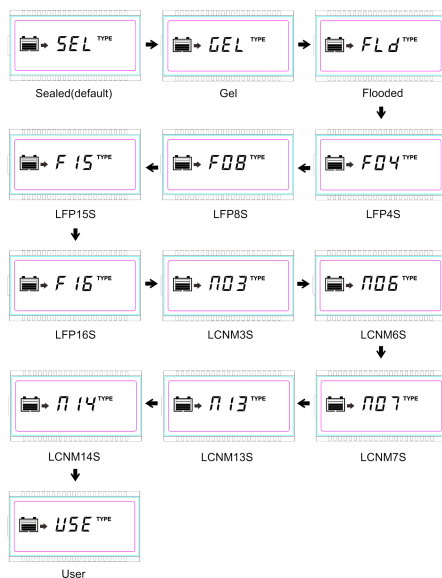 SEL TYPE GEL TYPE FLd TYPE
Sealed(default) Gel Flooded
F15 TYPE F08 TYPE F04 TYPE
LFP15S LFP8S LFP4S
F16 TYPE n03 TYPE n06 TYPE
LFP16S LCNM3S LCNM6S
n14 TYPE n13 TYPE n07 TYPE
LCNM14S LCNM13S LCNM7S
USE TYPE
User